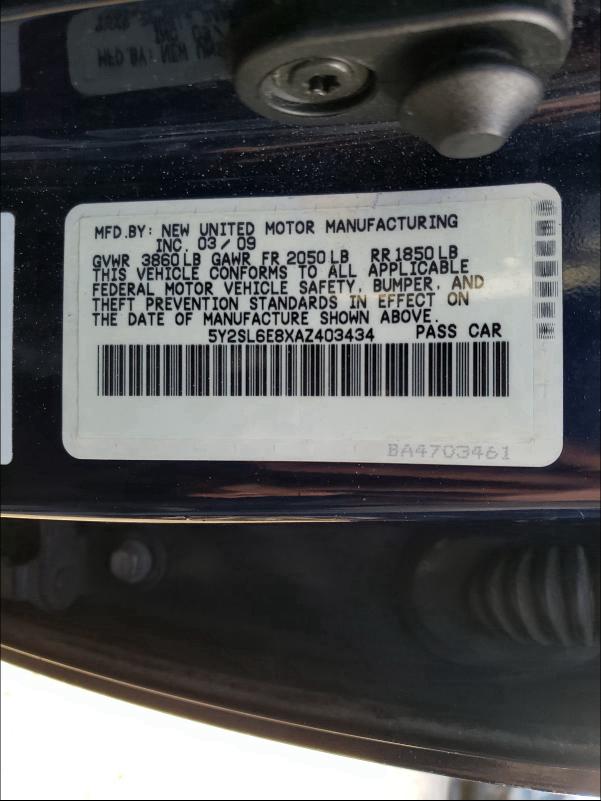 MFD.BY: NEW UNITED MOTOR MANUFACTURING
INC. 03/09
GVWR 3860LB GAWR FR 2050LB RR1850LB
THIS VEHICLE CONFORMS TO ALL APPLICABLE
FEDERAL MOTOR VEHICLE SAFETY, BUMPER, AND
THEFT PREVENTION STANDARDS IN EFFECT ON
THE DATE OF MANUFACTURE SHOWN ABOVE.
5Y2SL6E8XAZ403434 PASS CAR
BA4703461